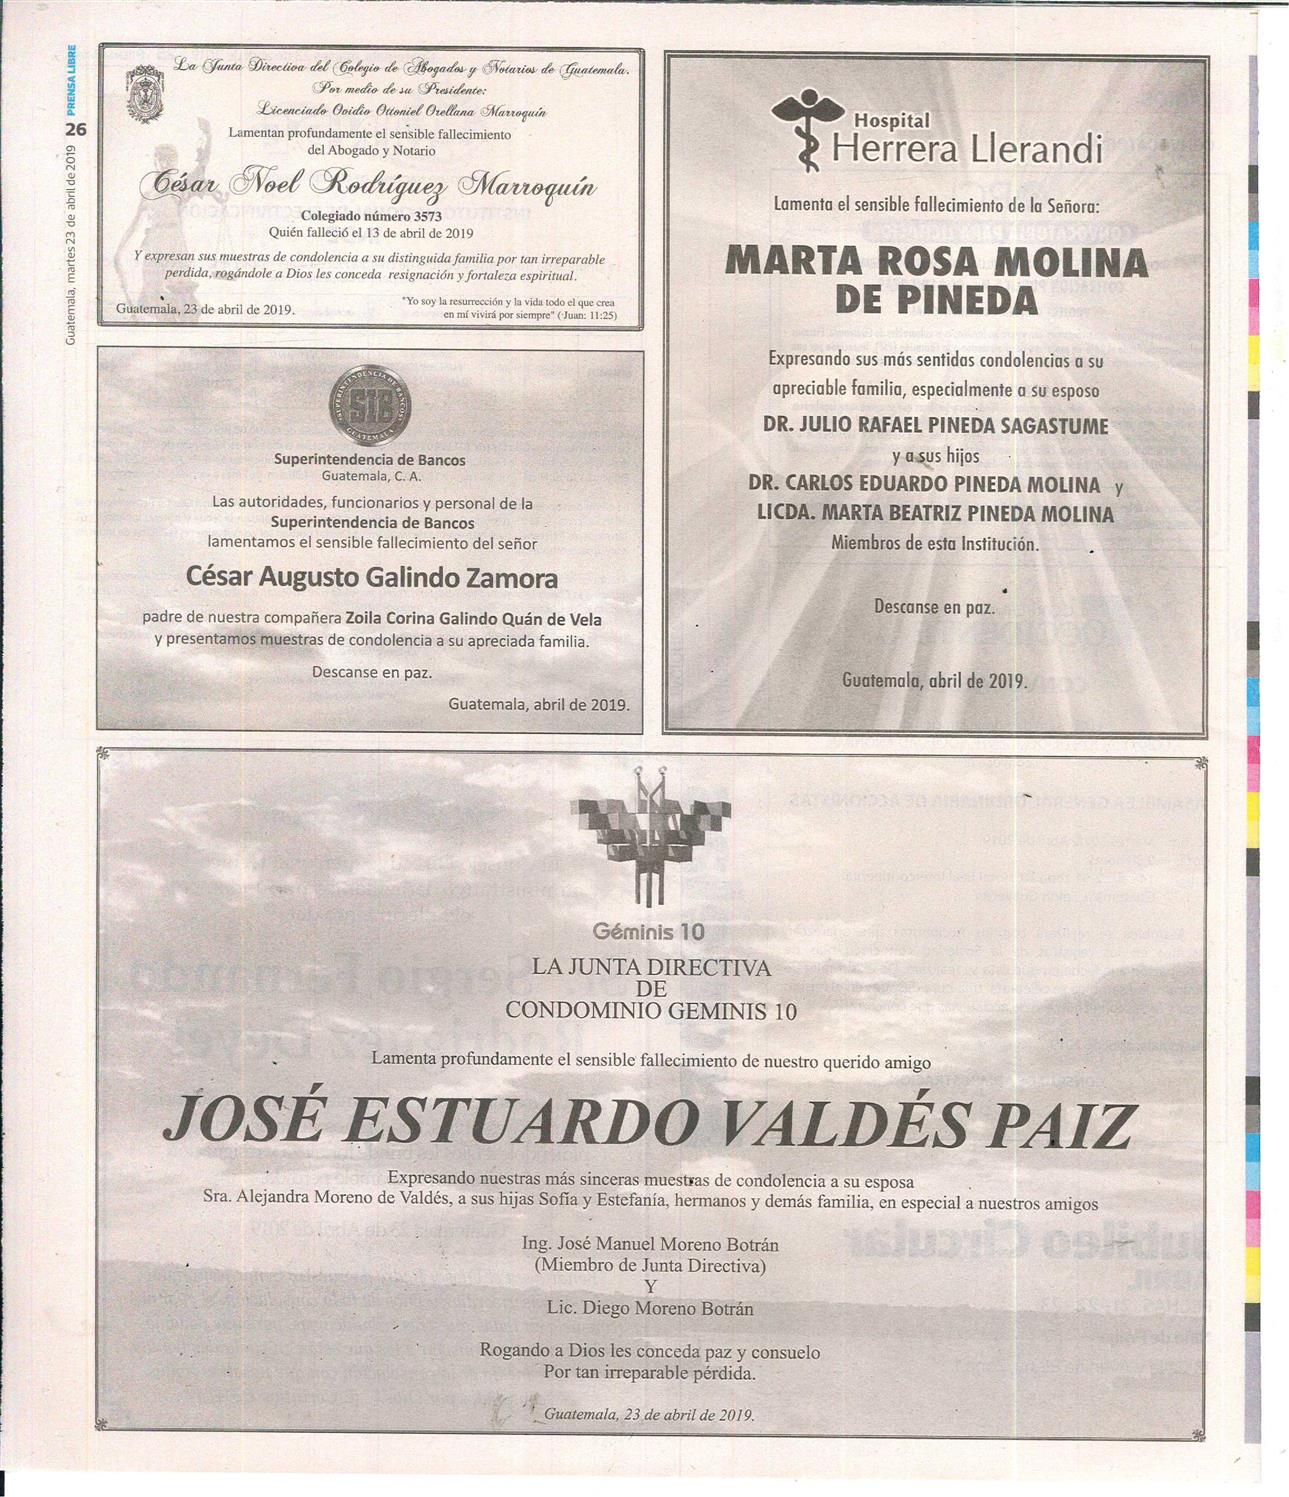 Guatemala, martes 23 de abril de 2019 26 PRENSA LIBRE
La Junta Directiva del Colegio de Abogados y Notarios de Guatemala.
Por medio de su Presidente:
Licenciado Ovidio Ottoniel Orellana Marroquín
Lamentan profundamente el sensible fallecimiento
del Abogado y Notario
César Noel Rodríguez Marroquín
Colegiado número 3573
Quién falleció el 13 de abril de 2019
Y expresan sus muestras de condolencia a su distinguida familia por tan irreparable
perdida, rogándole a Dios les conceda resignación y fortaleza espiritual.
Guatemala, 23 de abril de 2019.
"Yo soy la resurrección y la vida todo el que crea
en mí vivirá por siempre" (Juan: 11:25)
SUPERINTENDENCIA DE BANCOS
SIB
GUATEMALA
Superintendencia de Bancos
Guatemala, C. A.
Las autoridades, funcionarios y personal de la
Superintendencia de Bancos
lamentamos el sensible fallecimiento del señor
César Augusto Galindo Zamora
padre de nuestra compañera Zoila Corina Galindo Quán de Vela
y presentamos muestras de condolencia a su apreciada familia.
Descanse en paz.
Guatemala, abril de 2019.
Hospital
Herrera Llerandi
Lamenta el sensible fallecimiento de la Señora:
MARTA ROSA MOLINA
DE PINEDA
Expresando sus más sentidas condolencias a su
apreciable familia, especialmente a su esposo
DR. JULIO RAFAEL PINEDA SAGASTUME
y a sus hijos
DR. CARLOS EDUARDO PINEDA MOLINA y
LICDA. MARTA BEATRIZ PINEDA MOLINA
Miembros de esta Institución.
Descanse en paz.
Guatemala, abril de 2019.
Géminis 10
LA JUNTA DIRECTIVA
DE
CONDOMINIO GEMINIS 10
Lamenta profundamente el sensible fallecimiento de nuestro querido amigo
JOSÉ ESTUARDO VALDÉS PAIZ
Expresando nuestras más sinceras muestras de condolencia a su esposa
Sra. Alejandra Moreno de Valdés, a sus hijas Sofía y Estefanía, hermanos y demás familia, en especial a nuestros amigos
Ing. José Manuel Moreno Botrán
(Miembro de Junta Directiva)
Y
Lic. Diego Moreno Botrán
Rogando a Dios les conceda paz y consuelo
Por tan irreparable pérdida.
Guatemala, 23 de abril de 2019.